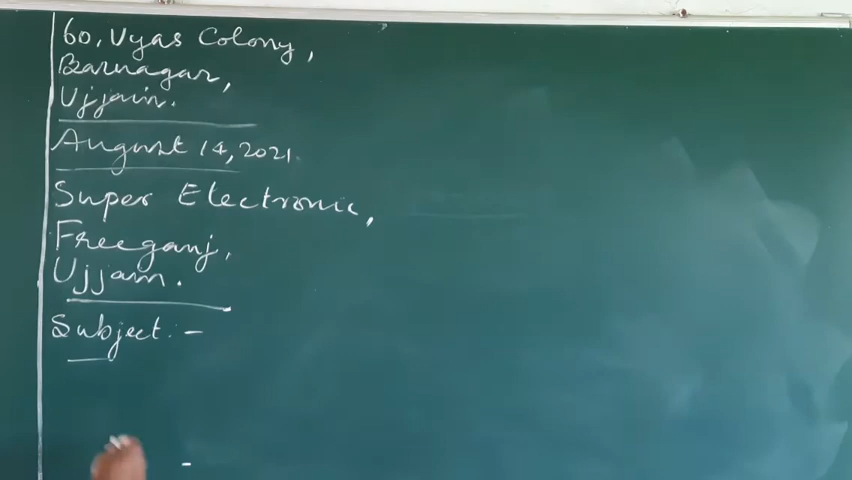 60, Vyas Colony,
Barnagar,
Ujjain.
August 14, 2021.
Super Electronic,
Freeganj,
Ujjain.
Subject:-